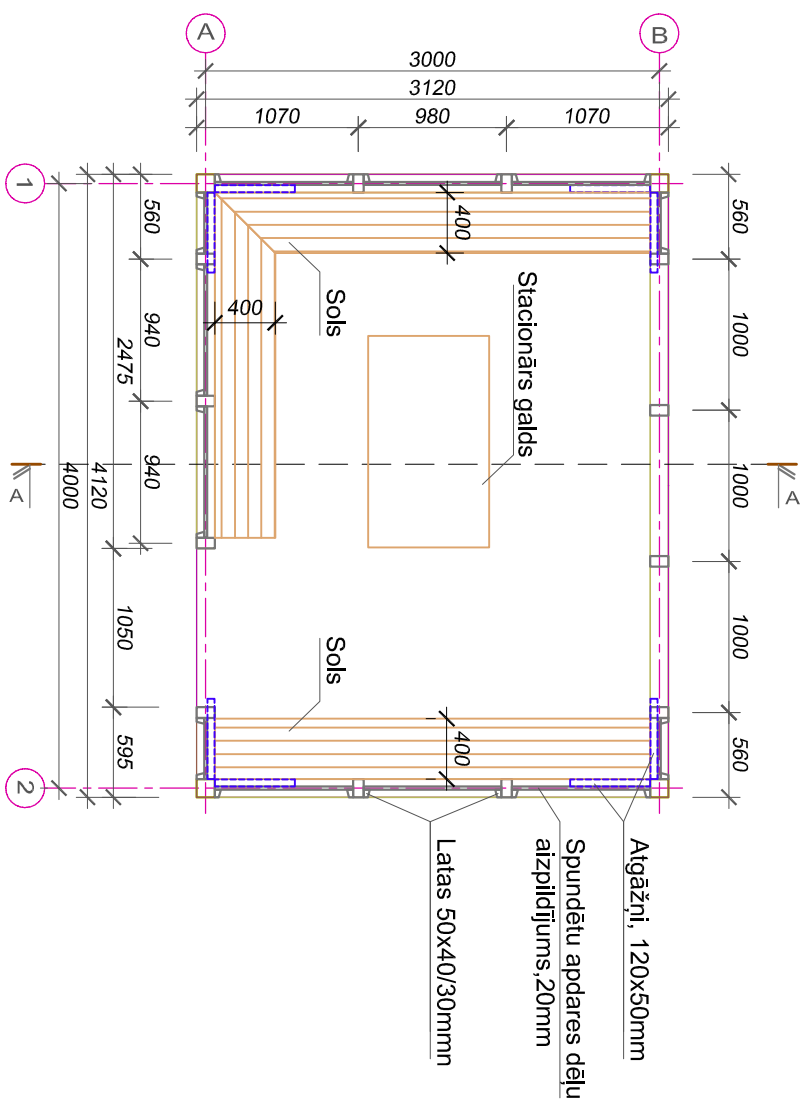 A
B
3000
3120
1070
980
1070
1
560
400
560
Sols
Stacionārs galds
400
940
2475
1000
4000
4120
940
A
1000
A
1050
Sols
1000
595
400
560
2
Latas 50x40/30mmn
Spundētu apdares dēļu
aizpildījums,20mm
Atgāžņi, 120x50mm